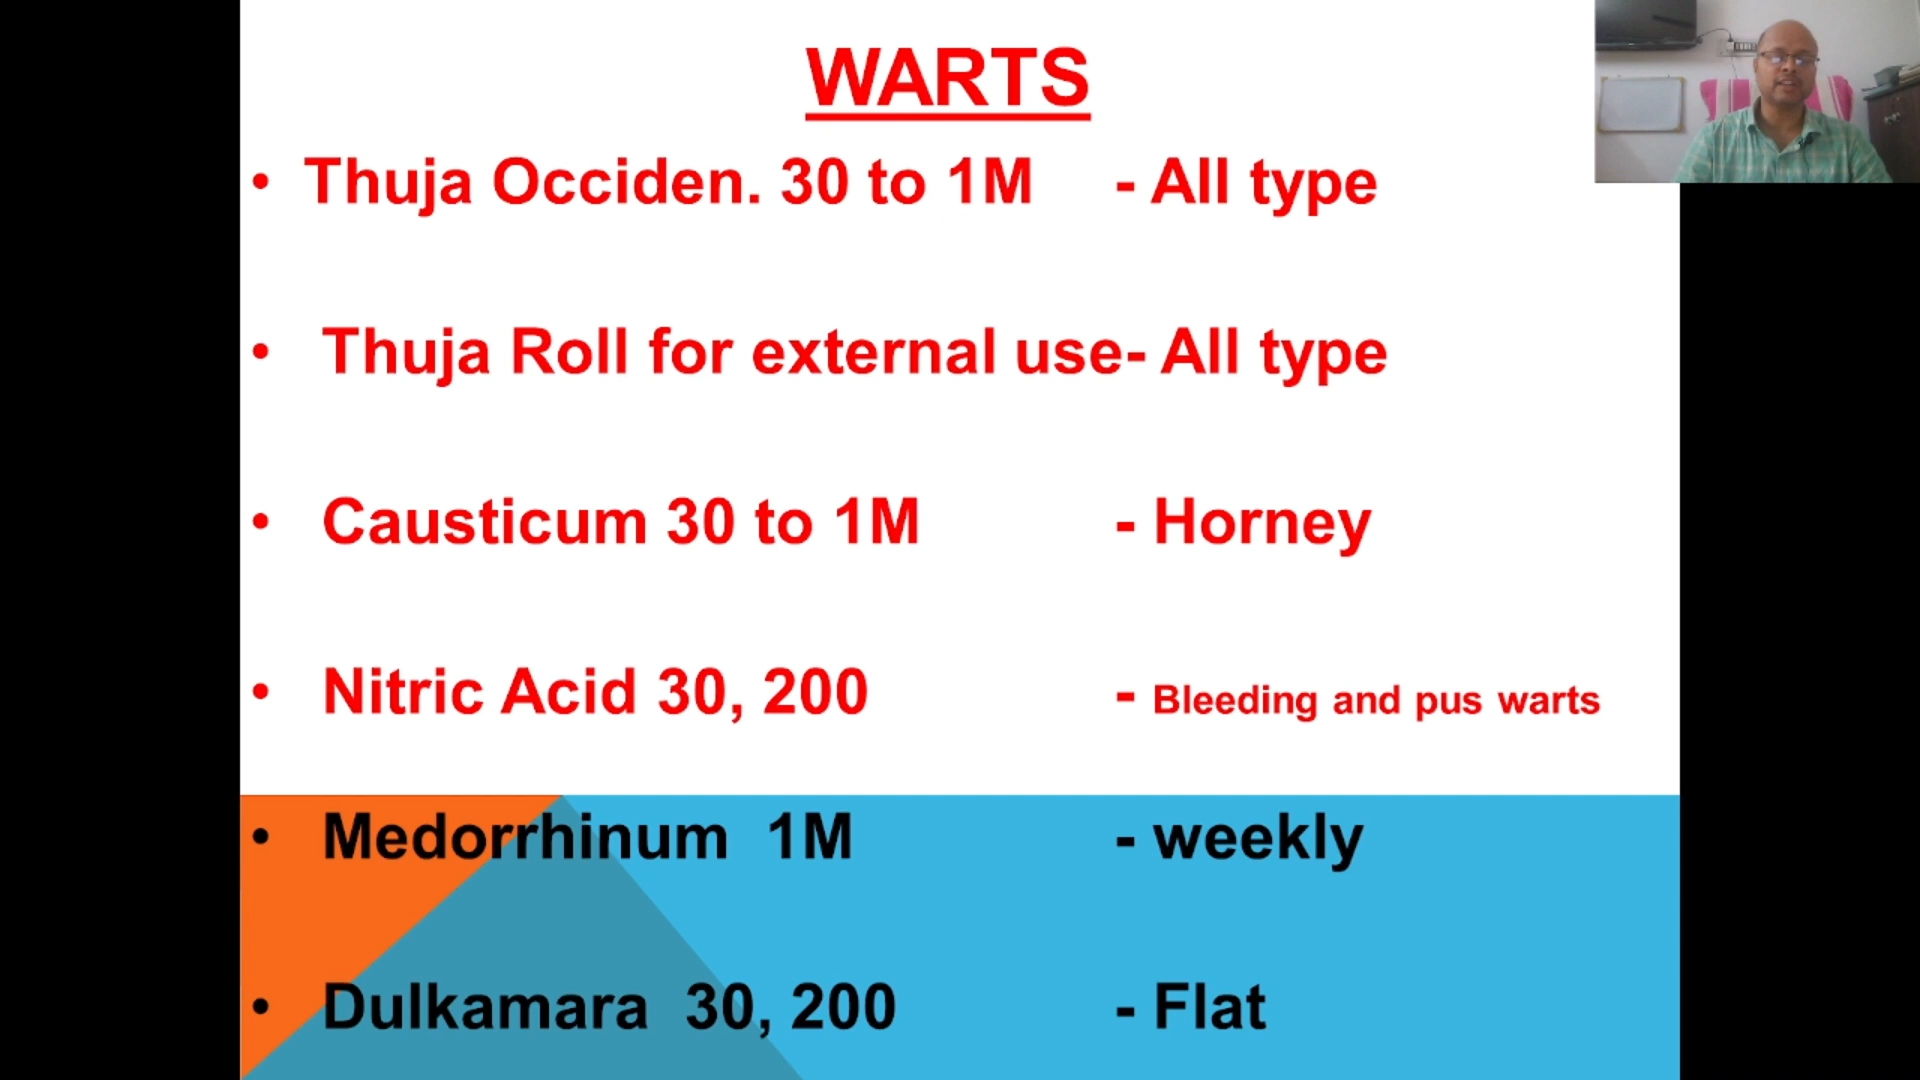 WARTS
• Thuja Occiden. 30 to 1M - All type
• Thuja Roll for external use- All type
• Causticum 30 to 1M - Horney
• Nitric Acid 30, 200 - Bleeding and pus warts
• Medorrhinum 1M - weekly
• Dulkamara 30, 200 - Flat